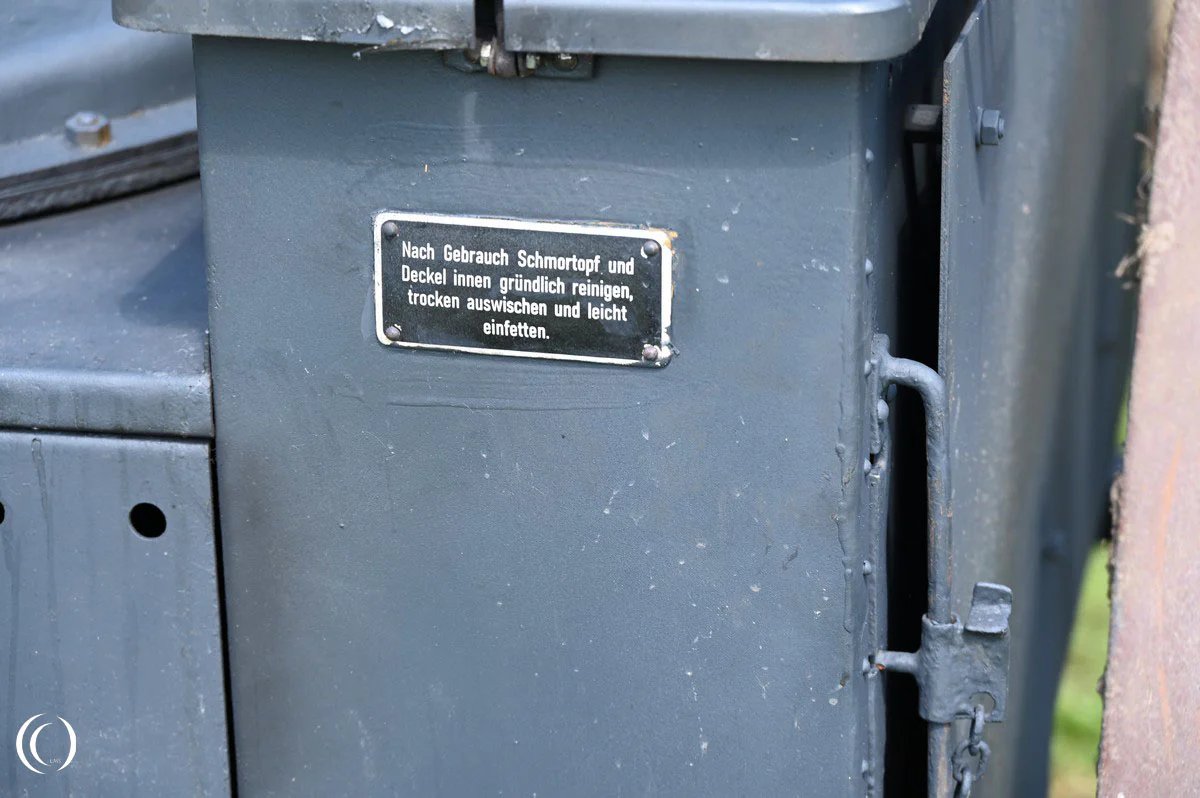 Nach Gebrauch Schmortopf und
Deckel innen gründlich reinigen,
trocken auswischen und leicht
einfetten.